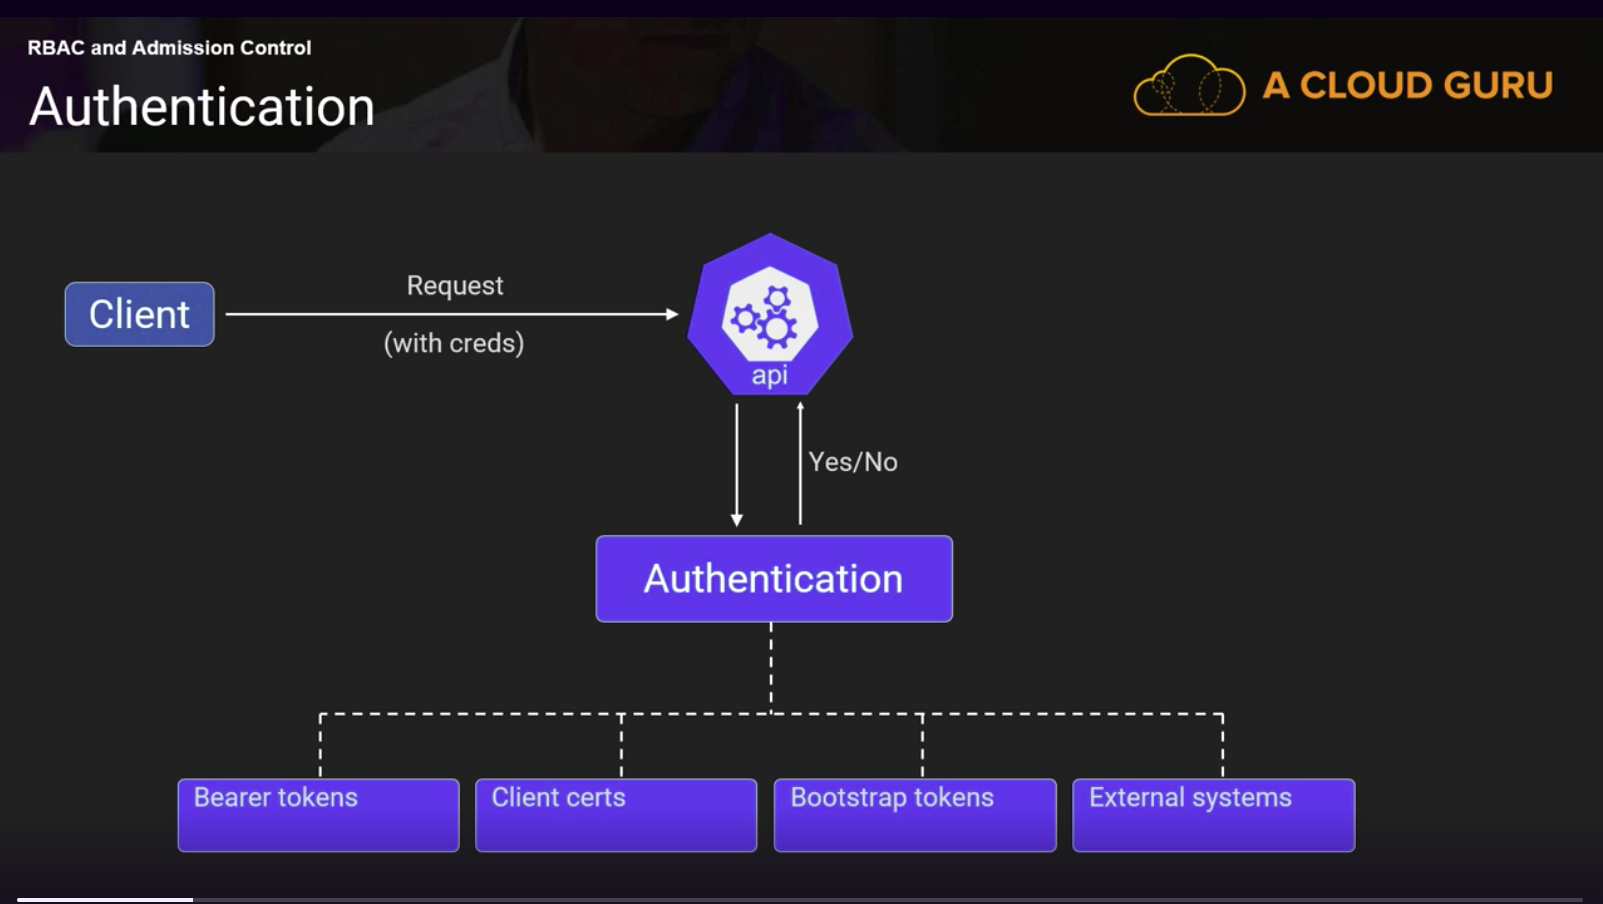 RBAC and Admission Control
Authentication
A CLOUD GURU
Client
Request
(with creds)
api
Yes/No
Authentication
Bearer tokens
Client certs
Bootstrap tokens
External systems